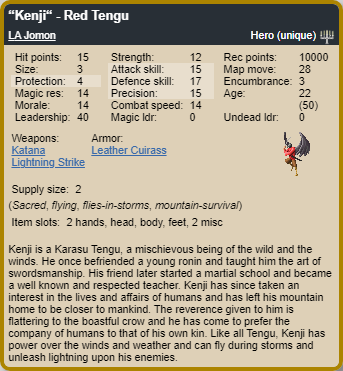 “Kenji“ - Red Tengu
LA Jomon Hero (unique)
Hit points: 15 Strength: 12 Rec points: 10000
Size: 3 Attack skill: 15 Map move: 28
Protection: 4 Defence skill: 17 Encumbrance: 3
Magic res: 14 Precision: 15 Age: 22
Morale: 14 Combat speed: 14 (50)
Leadership: 40 Magic ldr: 0 Undead ldr: 0
Weapons: Armor:
Katana Leather Cuirass
Lightning Strike
Supply size: 2
(Sacred, flying, flies-in-storms, mountain-survival)
Item slots: 2 hands, head, body, feet, 2 misc
Kenji is a Karasu Tengu, a mischievous being of the wild and the
winds. He once befriended a young ronin and taught him the art of
swordsmanship. His friend later started a martial school and became
a well known and respected teacher. Kenji has since taken an
interest in the lives and affairs of humans and has left his mountain
home to be closer to mankind. The reverence given to him is
flattering to the boastful crow and he has come to prefer the
company of humans to that of his own kin. Like all Tengu, Kenji has
power over the winds and weather and can fly during storms and
unleash lightning upon his enemies.